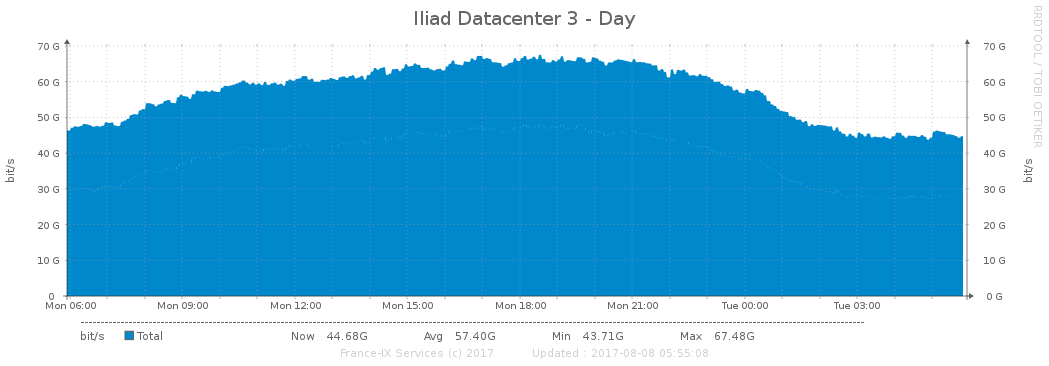 Iliad Datacenter 3 - Day
RRDTOOL / TOBI OETIKER
70 G 70 G
60 G 60 G
50 G 50 G
40 G 40 G
30 G 30 G
20 G 20 G
10 G 10 G
0 0 G
bit/s bit/s
Mon 06:00 Mon 09:00 Mon 12:00 Mon 15:00 Mon 18:00 Mon 21:00 Tue 00:00 Tue 03:00
bit/s Total Now 44.68G Avg 57.40G Min 43.71G Max 67.48G
France-IX Services (c) 2017 Updated : 2017-08-08 05:55:08